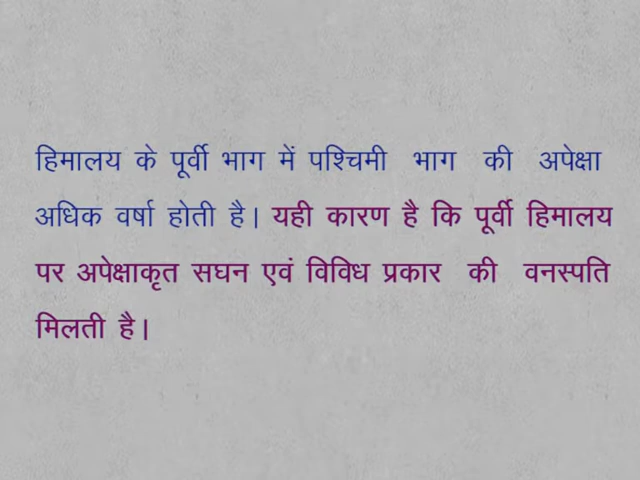 हिमालय के पूर्वी भाग में पश्चिमी भाग की अपेक्षा
अधिक वर्षा होती है। यही कारण है कि पूर्वी हिमालय
पर अपेक्षाकृत सघन एवं विविध प्रकार की वनस्पति
मिलती है।